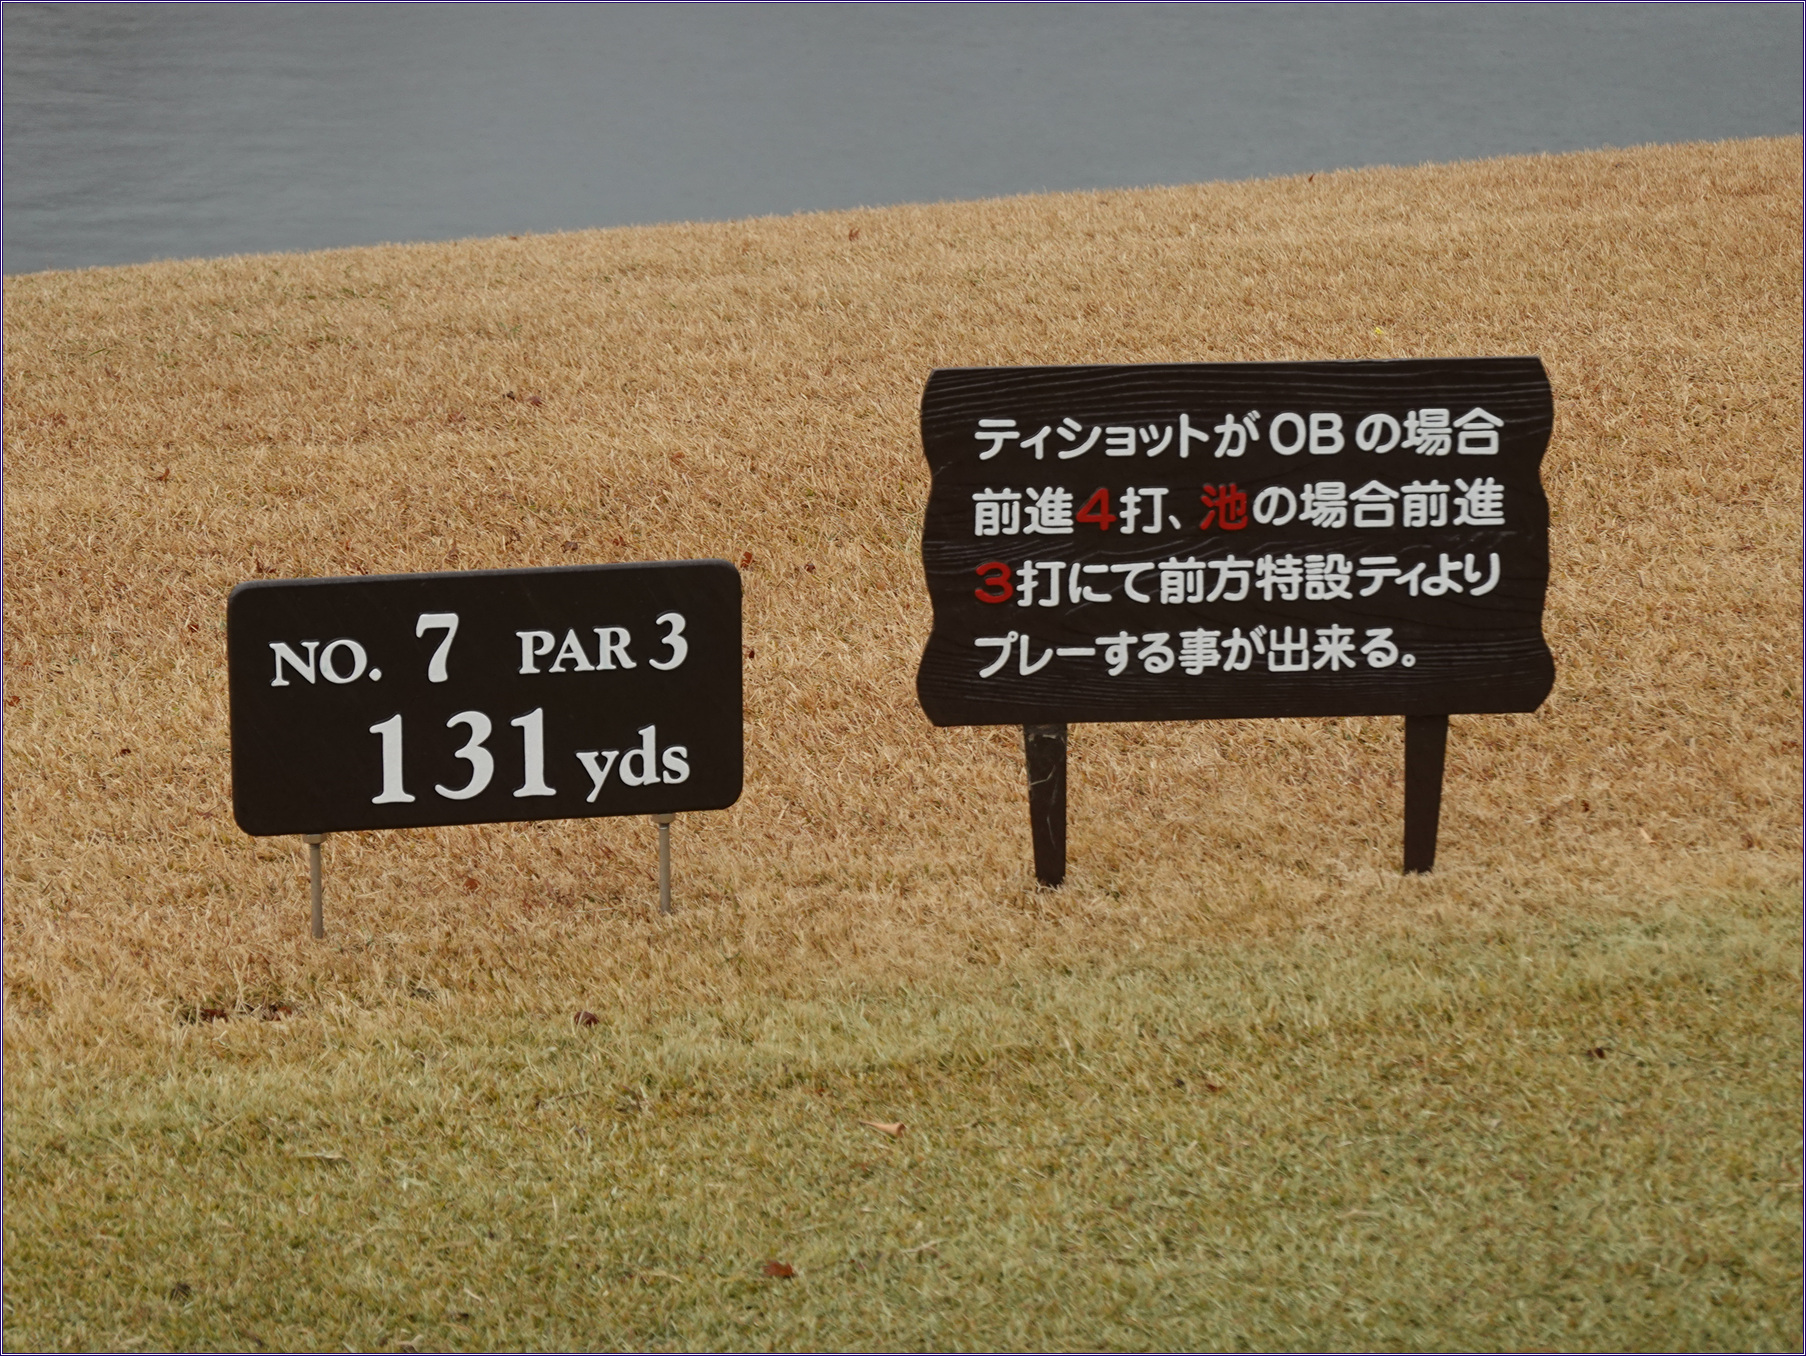 NO. 7 PAR 3
131 yds
ティショットがOBの場合
前進4打、池の場合前進
3打にて前方特設ティより
プレーする事が出来る。